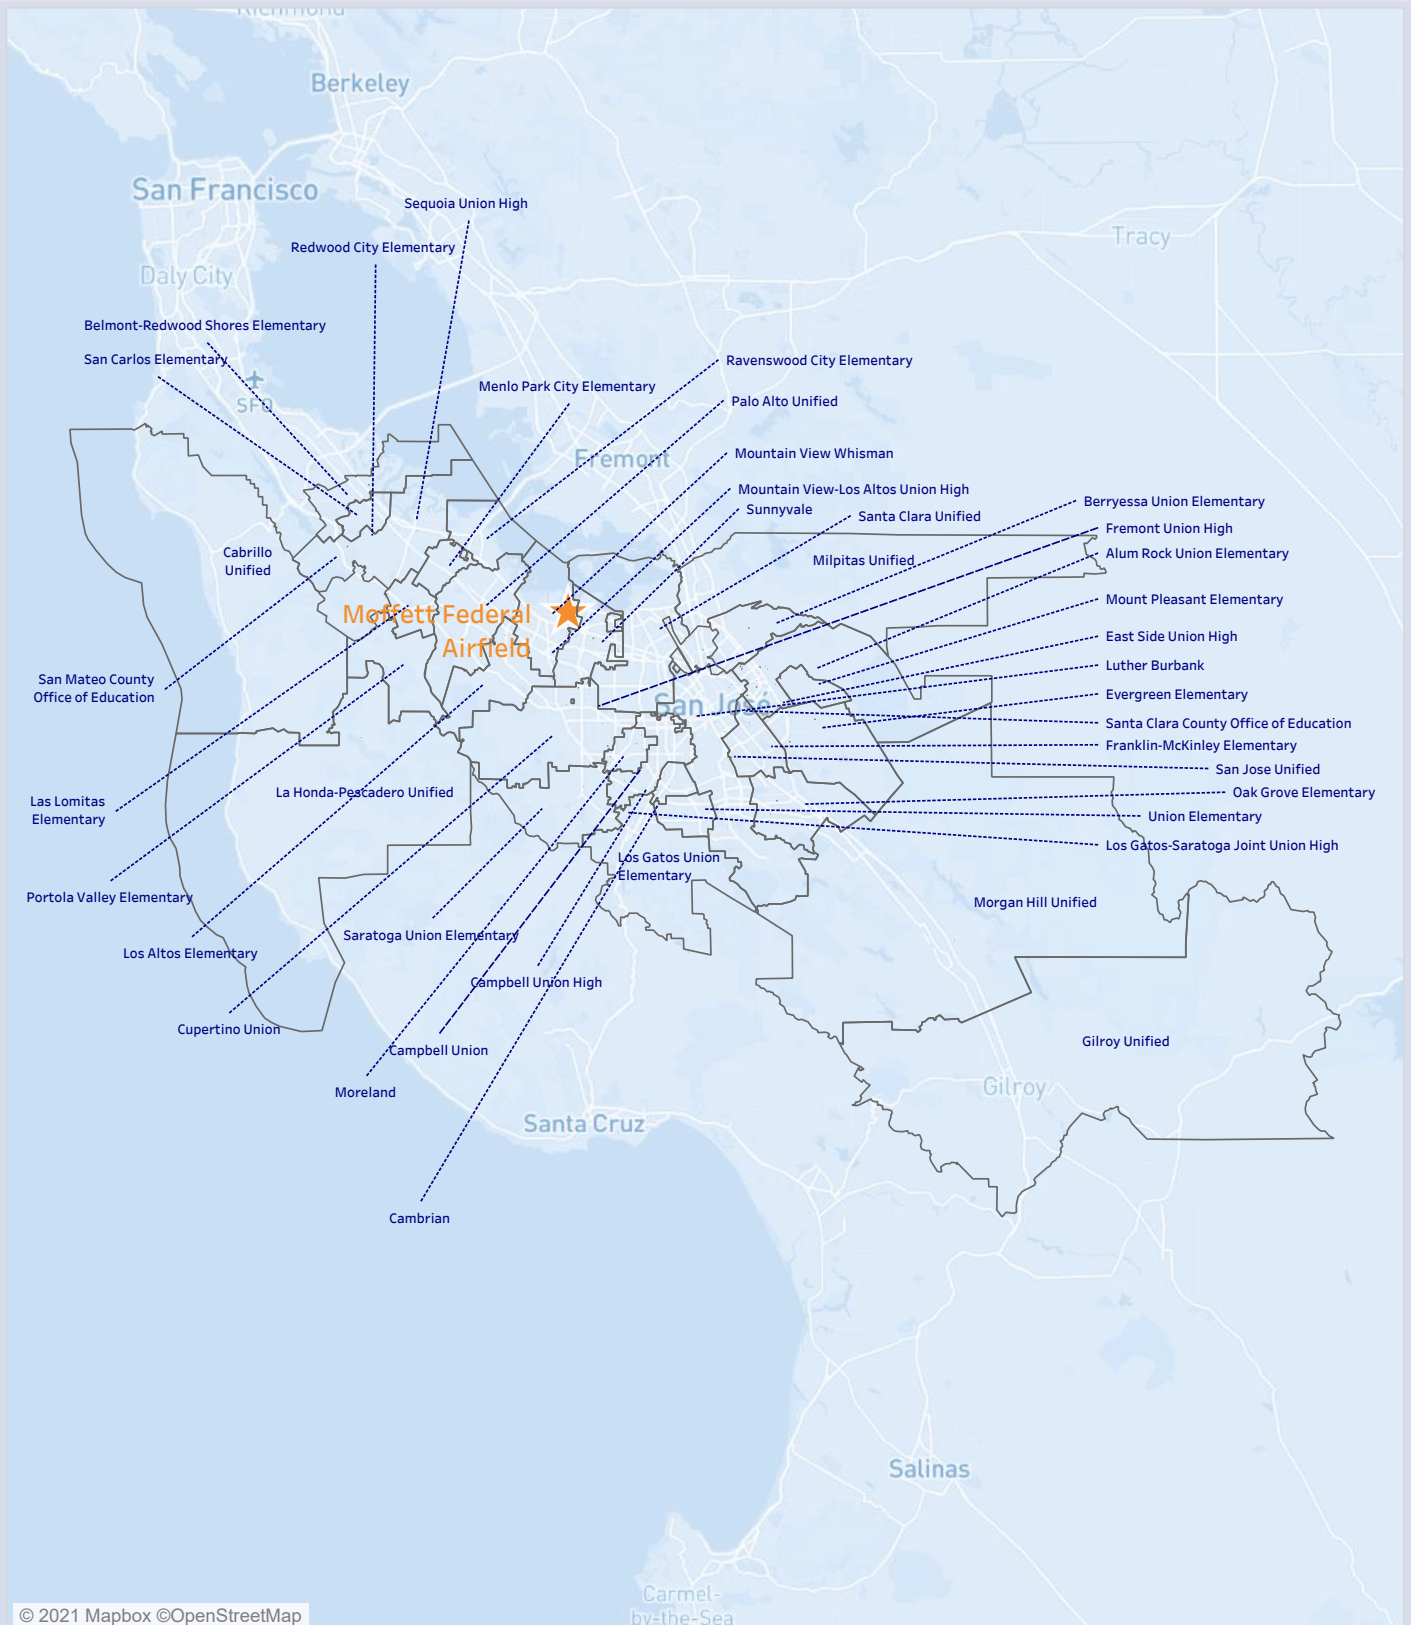 Richmond
Berkeley
San Francisco
Sequoia Union High
Tracy
Redwood City Elementary
Daly City
Belmont-Redwood Shores Elementary
San Carlos Elementary
Ravenswood City Elementary
SFO
Menlo Park City Elementary
Palo Alto Unified
Fremont
Mountain View Whisman
Mountain View-Los Altos Union High
Sunnyvale
Santa Clara Unified
Berryessa Union Elementary
Fremont Union High
Cabrillo
Unified
Milpitas Unified
Alum Rock Union Elementary
Mount Pleasant Elementary
Moffett Federal
Airfield
East Side Union High
Luther Burbank
San Mateo County
Office of Education
Evergreen Elementary
San José
Santa Clara County Office of Education
Franklin-McKinley Elementary
San Jose Unified
La Honda-Pescadero Unified
Oak Grove Elementary
Las Lomitas
Elementary
Union Elementary
Los Gatos-Saratoga Joint Union High
Los Gatos Union
Elementary
Portola Valley Elementary
Morgan Hill Unified
Saratoga Union Elementary
Los Altos Elementary
Campbell Union High
Cupertino Union
Campbell Union
Gilroy Unified
Moreland
Gilroy
Santa Cruz
Cambrian
Salinas
Carmel-
by-the-Sea
© 2021 Mapbox ©OpenStreetMap